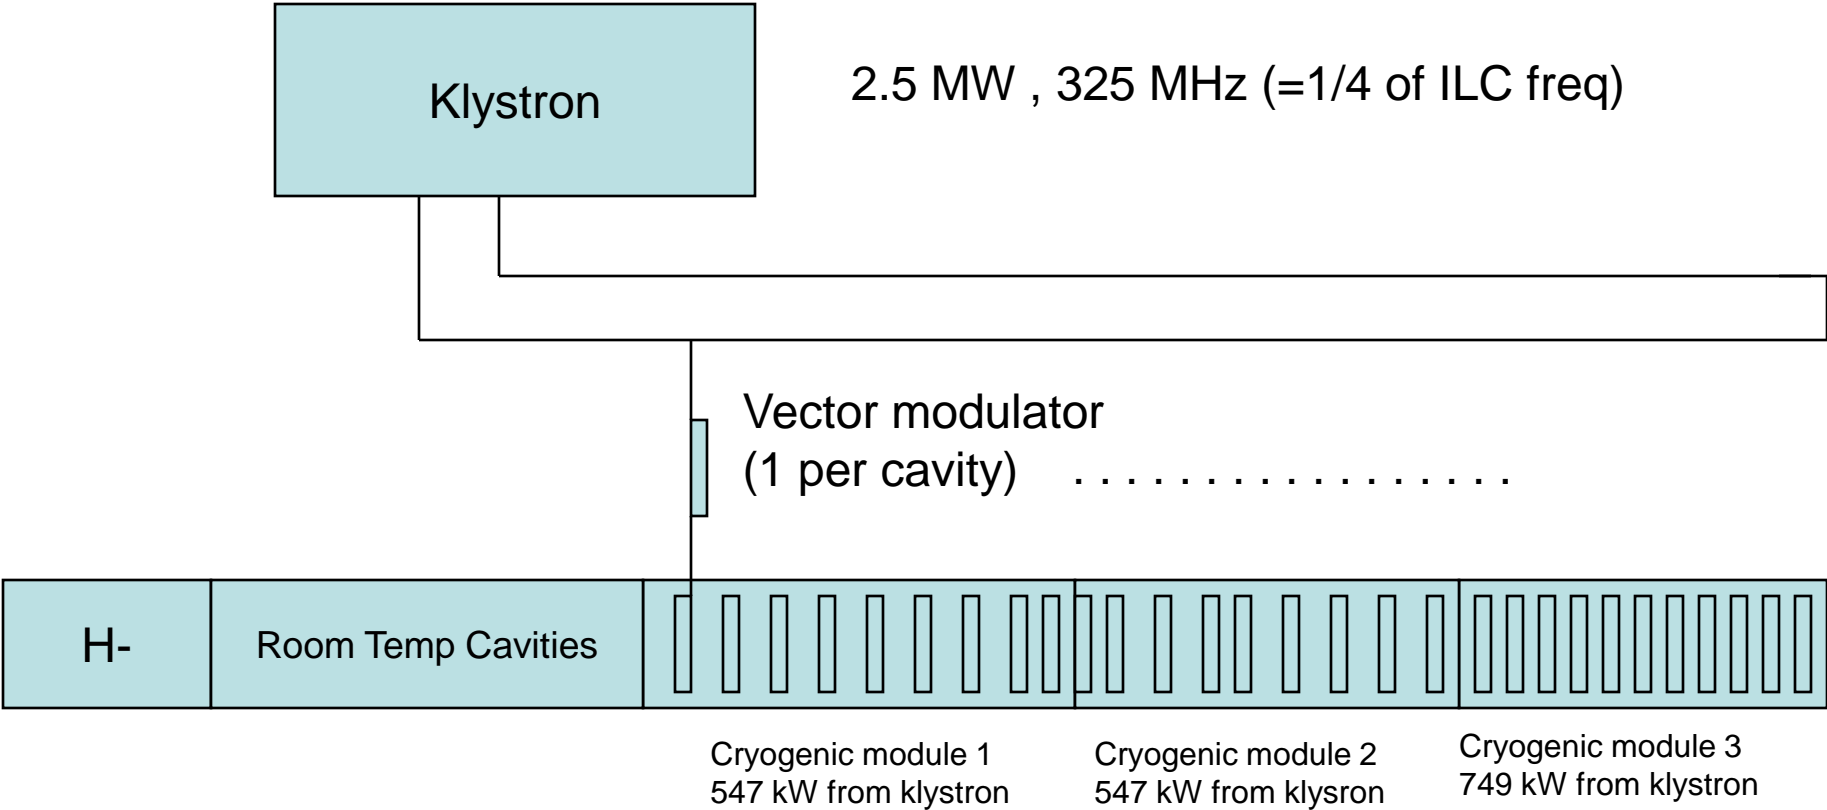 Klystron
2.5 MW , 325 MHz (=1/4 of ILC freq)
Vector modulator
(1 per cavity) . . . . . . . . . . . . . . . . .
H-
Room Temp Cavities
Cryogenic module 1
547 kW from klystron
Cryogenic module 2
547 kW from klysron
Cryogenic module 3
749 kW from klystron